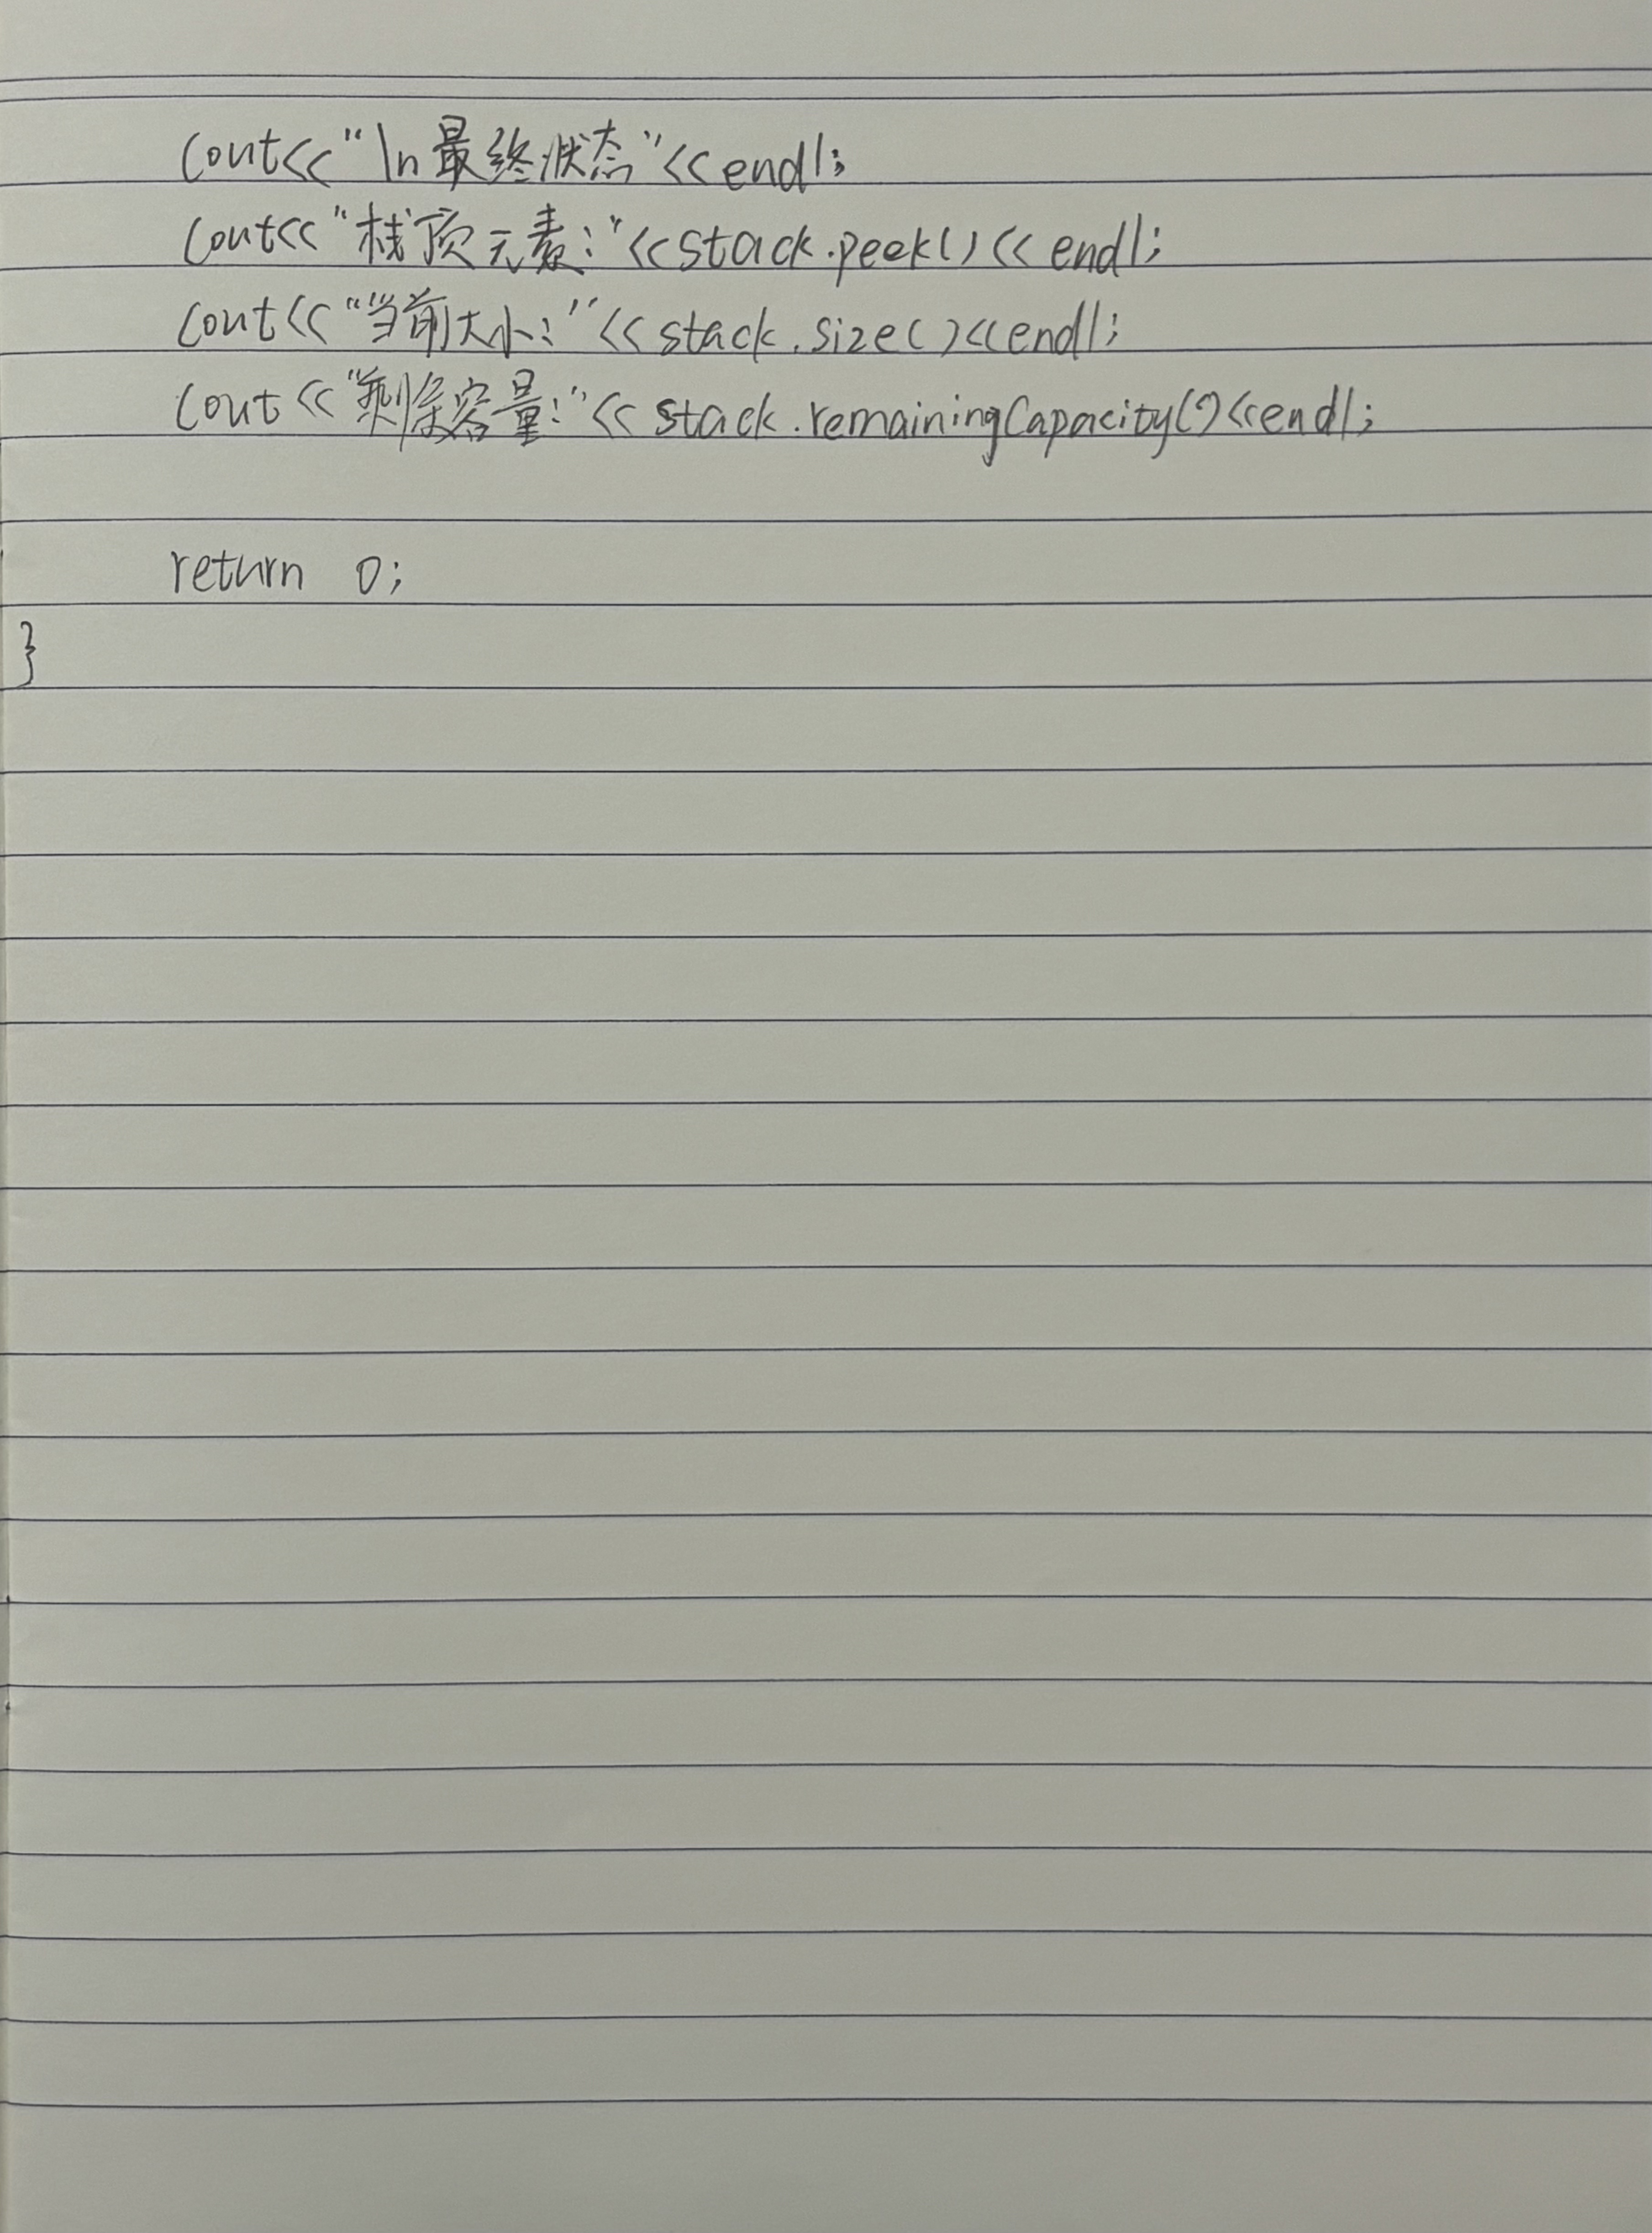 cout<<"\n最终状态"<<endl;
cout<<"栈顶元素:"<<stack.peek()<<endl;
cout<<"当前大小:"<<stack.size()<<endl;
cout<<"剩余容量:"<<stack.remainingCapacity()<<endl;
return 0;
}